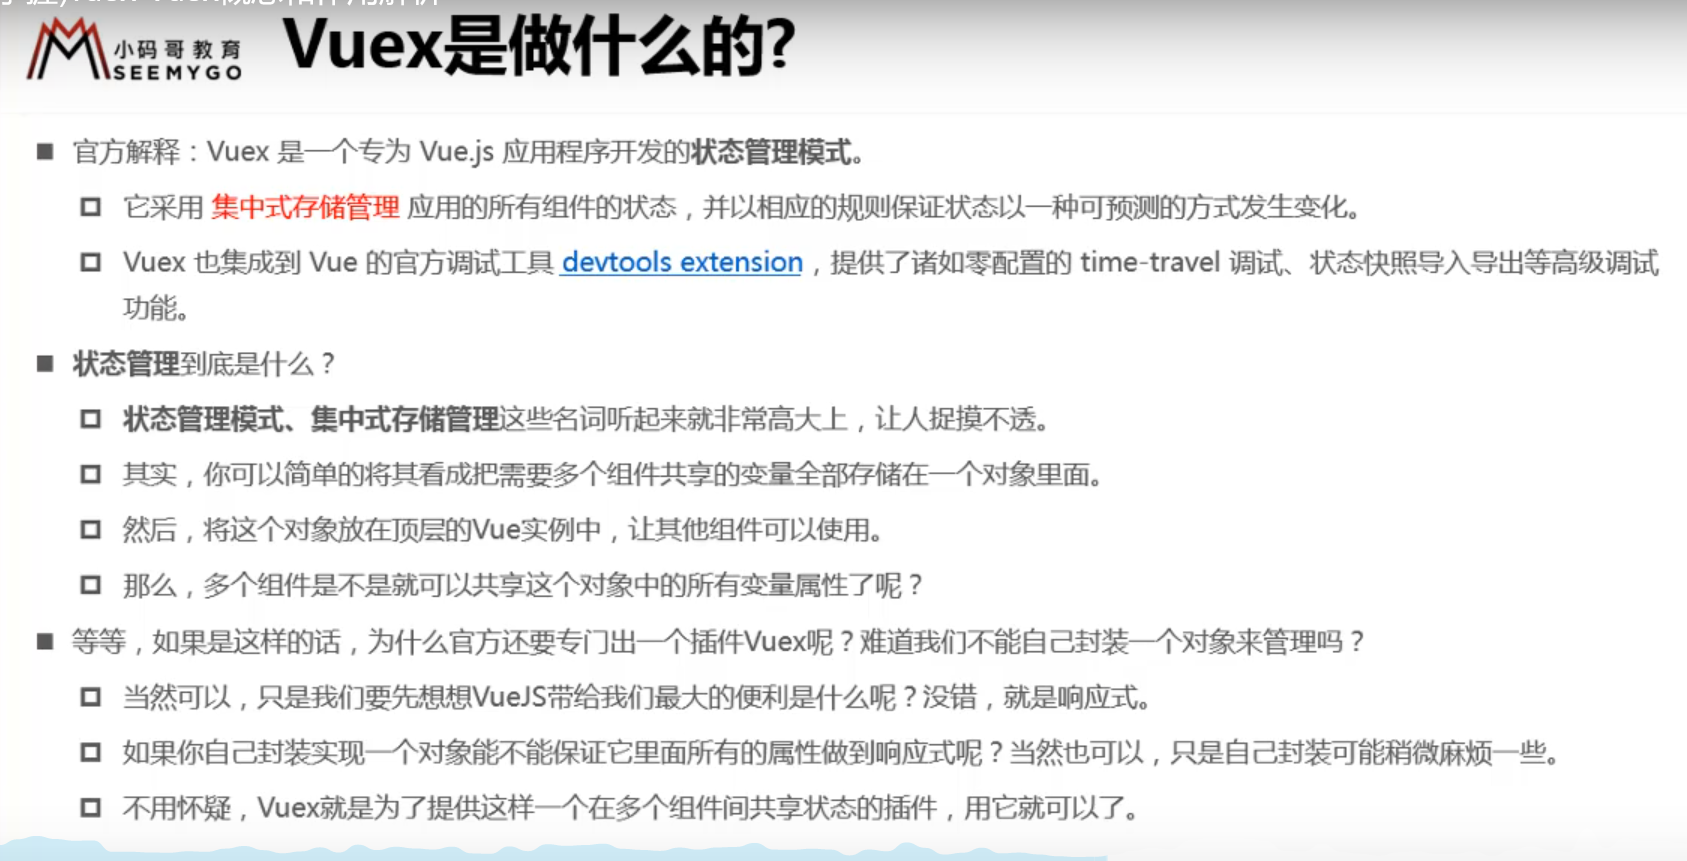 小码哥教育
SEEMYGO
Vuex是做什么的?
官方解释：Vuex 是一个专为 Vue.js 应用程序开发的状态管理模式。
它采用 集中式存储管理 应用的所有组件的状态，并以相应的规则保证状态以一种可预测的方式发生变化。
Vuex 也集成到 Vue 的官方调试工具 devtools extension，提供了诸如零配置的 time-travel 调试、状态快照导入导出等高级调试
功能。
状态管理到底是什么？
状态管理模式、集中式存储管理这些名词听起来就非常高大上，让人捉摸不透。
其实，你可以简单的将其看成把需要多个组件共享的变量全部存储在一个对象里面。
然后，将这个对象放在顶层的Vue实例中，让其他组件可以使用。
那么，多个组件是不是就可以共享这个对象中的所有变量属性了呢？
等等，如果是这样的话，为什么官方还要专门出一个插件Vuex呢？难道我们不能自己封装一个对象来管理吗？
当然可以，只是我们要先想想VueJS带给我们最大的便利是什么呢？没错，就是响应式。
如果你自己封装实现一个对象能不能保证它里面所有的属性做到响应式呢？当然也可以，只是自己封装可能稍微麻烦一些。
不用怀疑，Vuex就是为了提供这样一个在多个组件间共享状态的插件，用它就可以了。